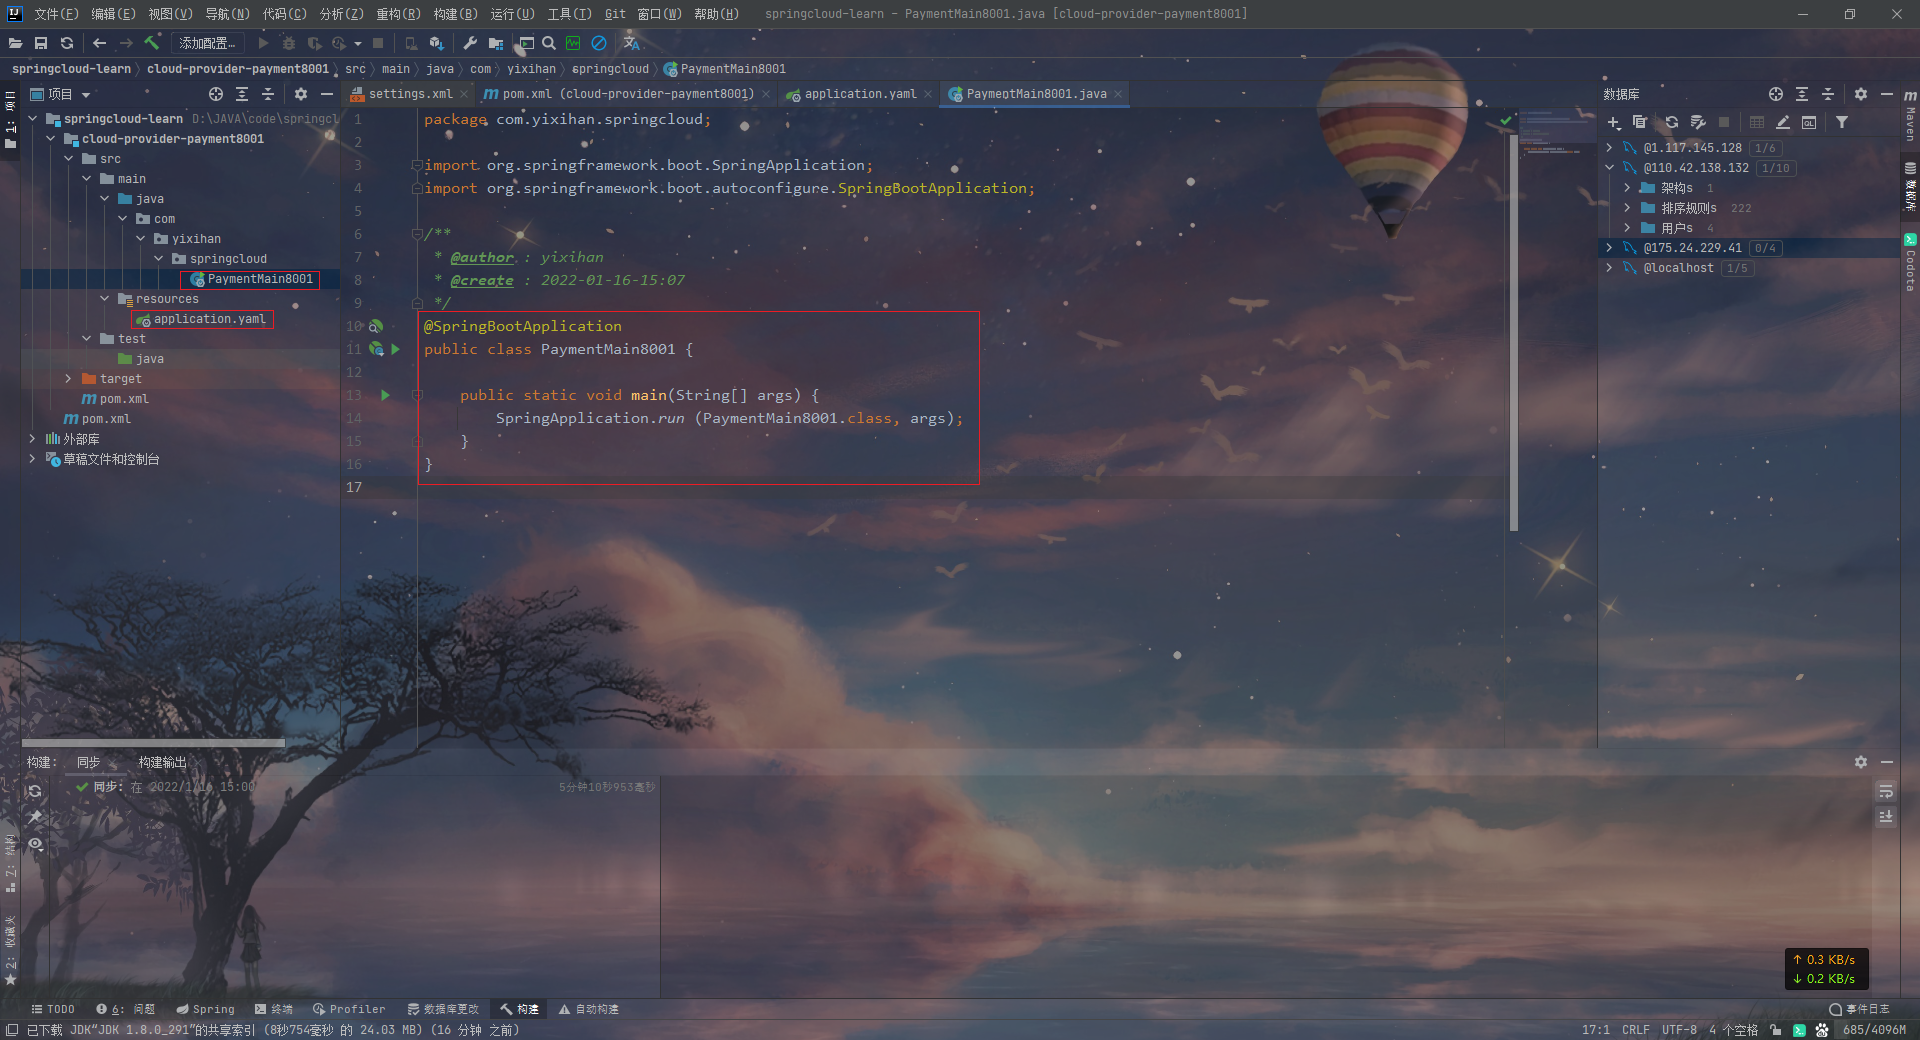 文件(F) 编辑(E) 视图(V) 导航(N) 代码(C) 分析(Z) 重构(R) 构建(B) 运行(U) 工具(T) Git 窗口(W) 帮助(H) springcloud-learn - PaymentMain8001.java [cloud-provider-payment8001]
添加配置...
springcloud-learn cloud-provider-payment8001 src main java com yixihan springcloud PaymentMain8001
项目
settings.xml
pom.xml (cloud-provider-payment8001)
application.yaml
PaymentMain8001.java
springcloud-learn D:\JAVA\code\springcl
cloud-provider-payment8001
src
main
java
com
yixihan
springcloud
PaymentMain8001
resources
application.yaml
test
java
target
pom.xml
pom.xml
外部库
草稿文件和控制台
1 package com.yixihan.springcloud;
2
3 import org.springframework.boot.SpringApplication;
4 import org.springframework.boot.autoconfigure.SpringBootApplication;
5
6 /**
7 * @author : yixihan
8 * @create : 2022-01-16-15:07
9 */
10 @SpringBootApplication
11 public class PaymentMain8001 {
12
13 public static void main(String[] args) {
14 SpringApplication.run (PaymentMain8001.class, args);
15 }
16 }
17
数据库
@1.117.145.128 1/6
@110.42.138.132 1/10
架构s 1
排序规则s 222
用户s 4
@175.24.229.41 0/4
@localhost 1/5
Maven
数据库
Codota
1: 项目
7: 结构
2: 收藏夹
构建: 同步 构建输出
同步: 在 2022/1/16 15:00 5分钟10秒953毫秒
↑ 0.3 KB/s
↓ 0.2 KB/s
TODO 6: 问题 Spring 终端 Profiler 数据库更改 构建 自动构建 事件日志
已下载 JDK“JDK 1.8.0_291”的共享索引 (8秒754毫秒 的 24.03 MB) (16 分钟 之前) 17:1 CRLF UTF-8 4 个空格 685/4096M